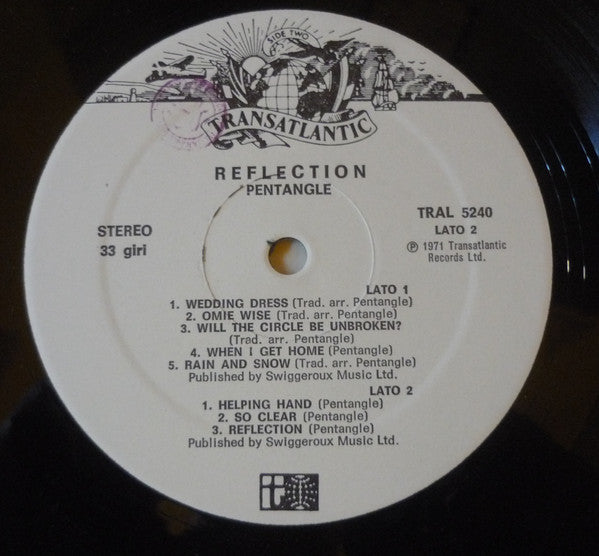 SIDE TWO
TRANSATLANTIC
REFLECTION
PENTANGLE
STEREO
33 giri
TRAL 5240
LATO 2
℗ 1971 Transatlantic
Records Ltd.
LATO 1
1. WEDDING DRESS (Trad. arr. Pentangle)
2. OMIE WISE (Trad. arr. Pentangle)
3. WILL THE CIRCLE BE UNBROKEN?
(Trad. arr. Pentangle)
4. WHEN I GET HOME (Pentangle)
5. RAIN AND SNOW (Trad. arr. Pentangle)
Published by Swiggeroux Music Ltd.
LATO 2
1. HELPING HAND (Pentangle)
2. SO CLEAR (Pentangle)
3. REFLECTION (Pentangle)
Published by Swiggeroux Music Ltd.
it